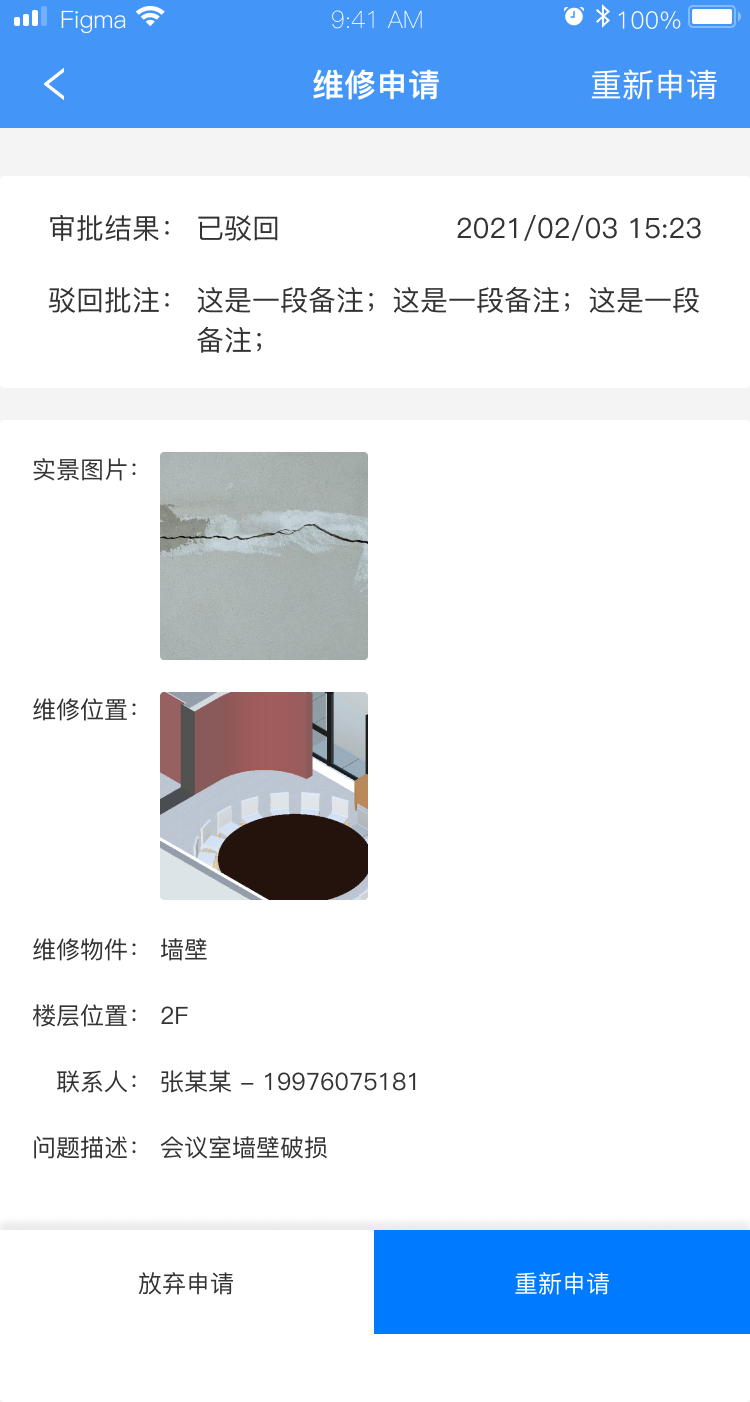 Figma 9:41 AM 100%
维修申请 重新申请
审批结果： 已驳回 2021/02/03 15:23
驳回批注： 这是一段备注；这是一段备注；这是一段
备注；
实景图片：
维修位置：
维修物件： 墙壁
楼层位置： 2F
联系人： 张某某 – 19976075181
问题描述： 会议室墙壁破损
放弃申请 重新申请